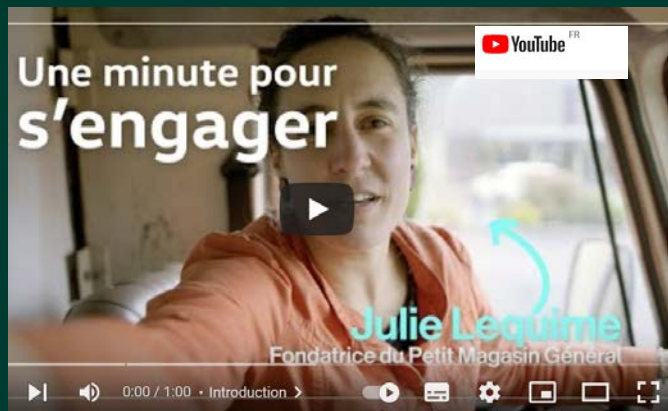 YouTube FR
Une minute pour
s'engager
Julie Lequime
Fondatrice du Petit Magasin Général
0:00 / 1:00 • Introduction >